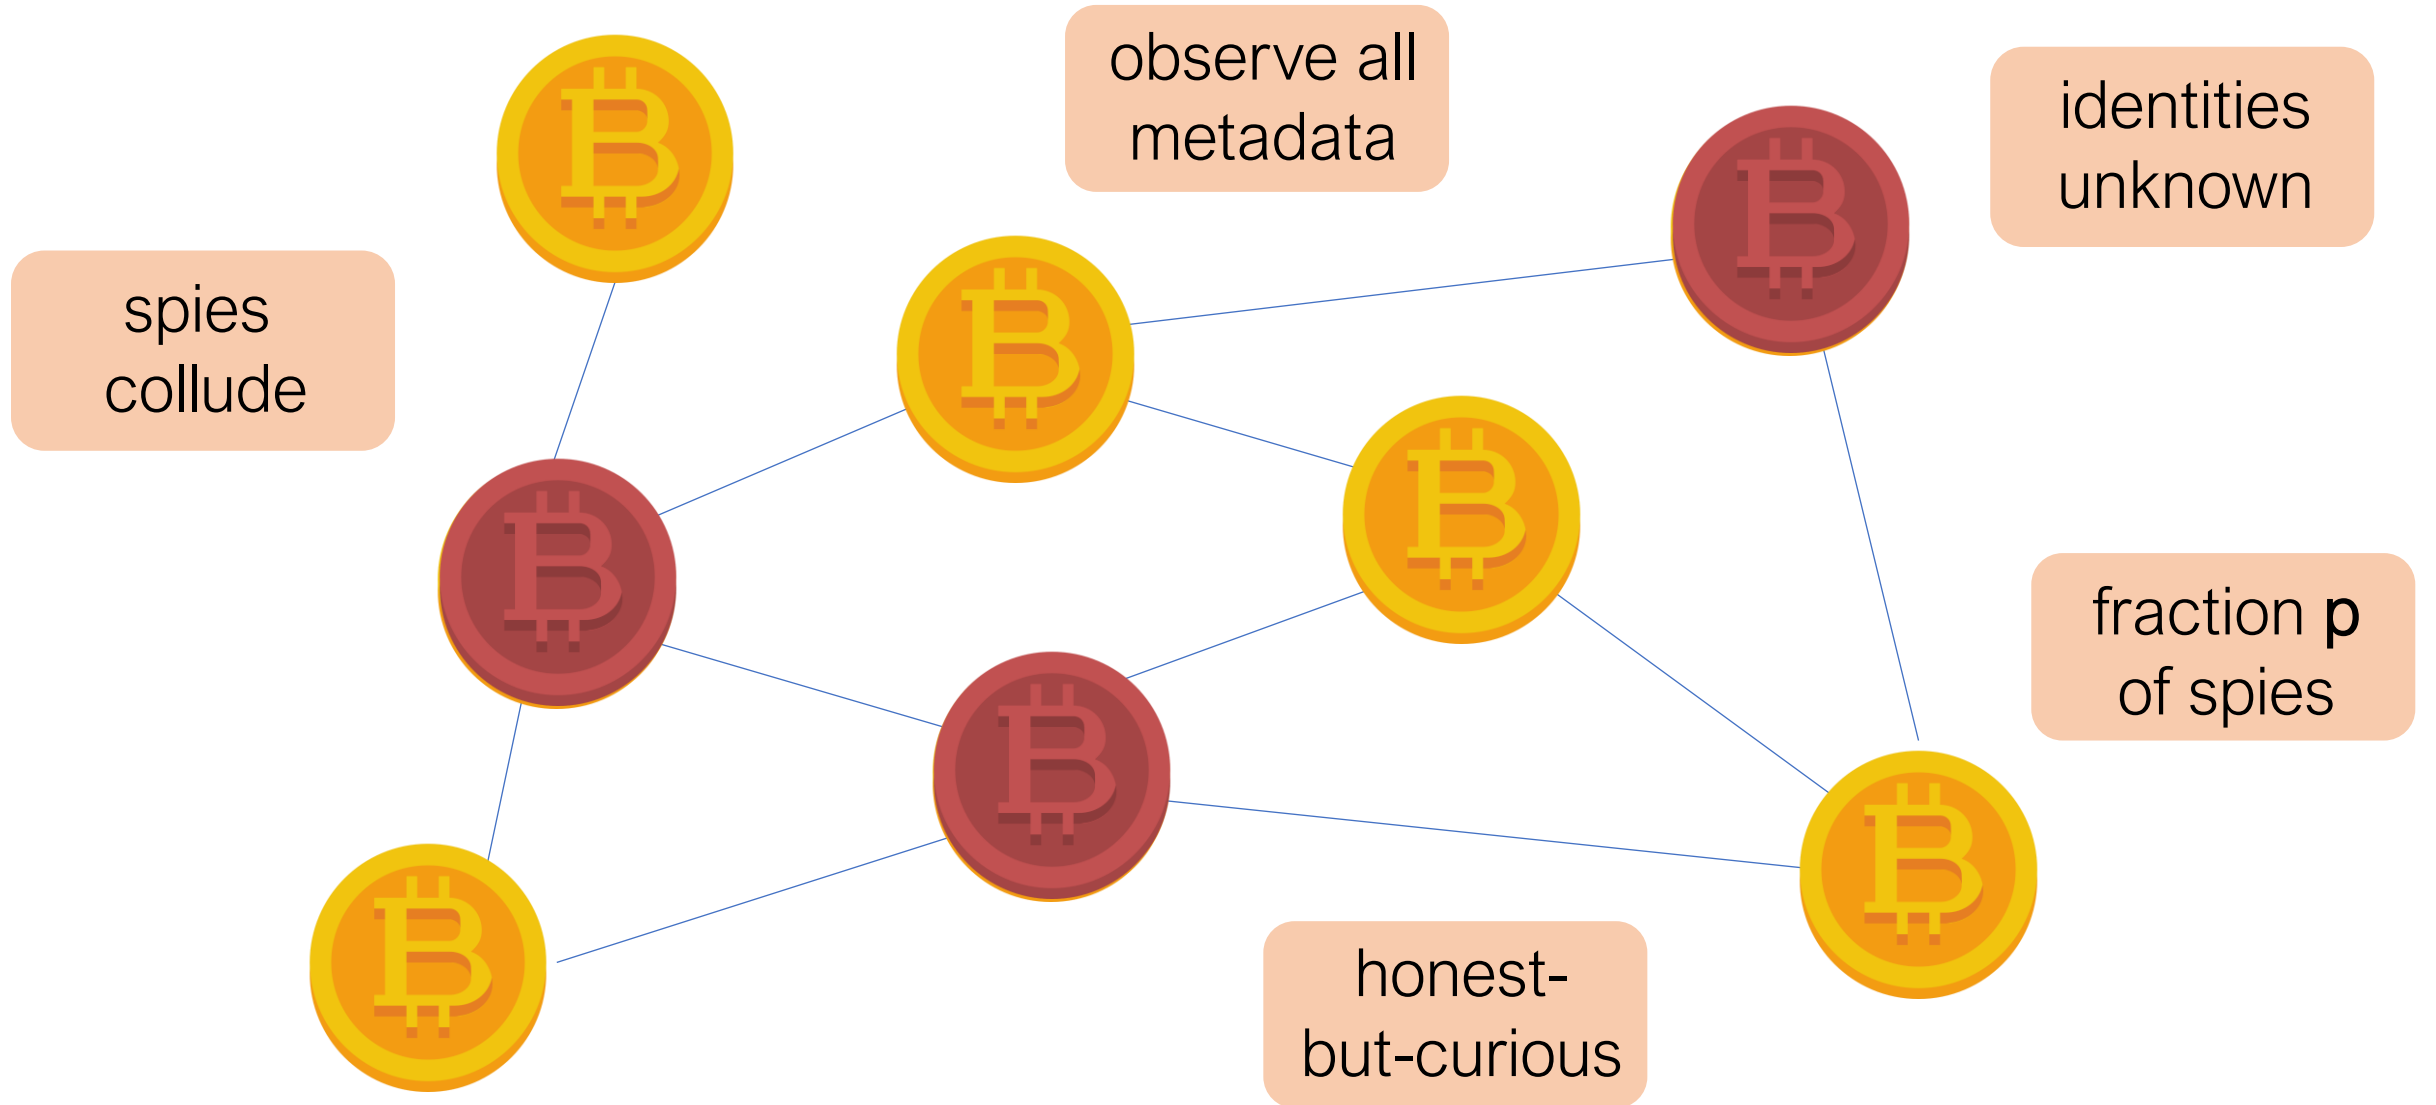 observe all
metadata
identities
unknown
spies
collude
fraction p
of spies
honest-
but-curious